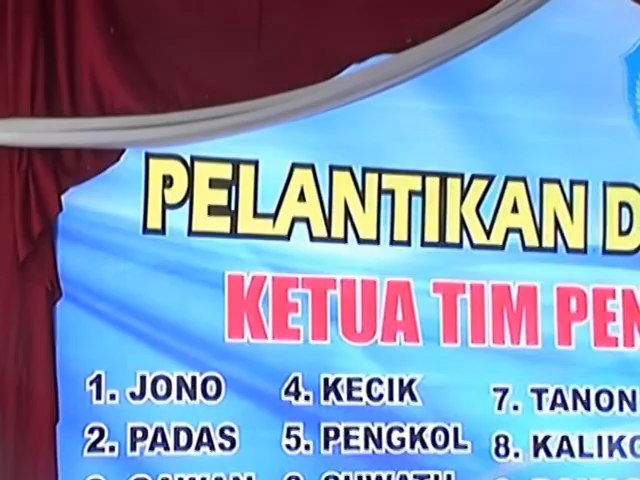 PELANTIKAN D
KETUA TIM PEN
1. JONO 4. KECIK 7. TANON
2. PADAS 5. PENGKOL 8. KALIKO